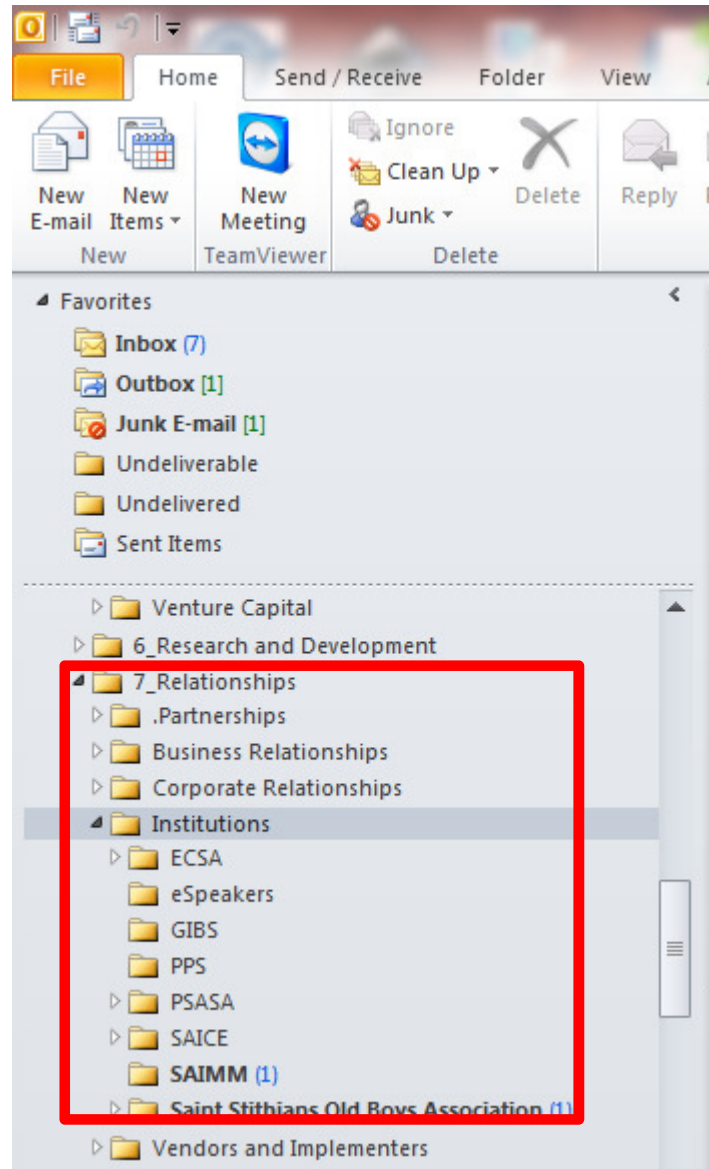 File Home Send / Receive Folder View
Ignore
Clean Up
Junk
New E-mail
New Items
New Meeting
Delete
Reply
New TeamViewer Delete
Favorites
Inbox (7)
Outbox [1]
Junk E-mail [1]
Undeliverable
Undelivered
Sent Items
Venture Capital
6_Research and Development
7_Relationships
.Partnerships
Business Relationships
Corporate Relationships
Institutions
ECSA
eSpeakers
GIBS
PPS
PSASA
SAICE
SAIMM (1)
Saint Stithians Old Boys Association (1)
Vendors and Implementers